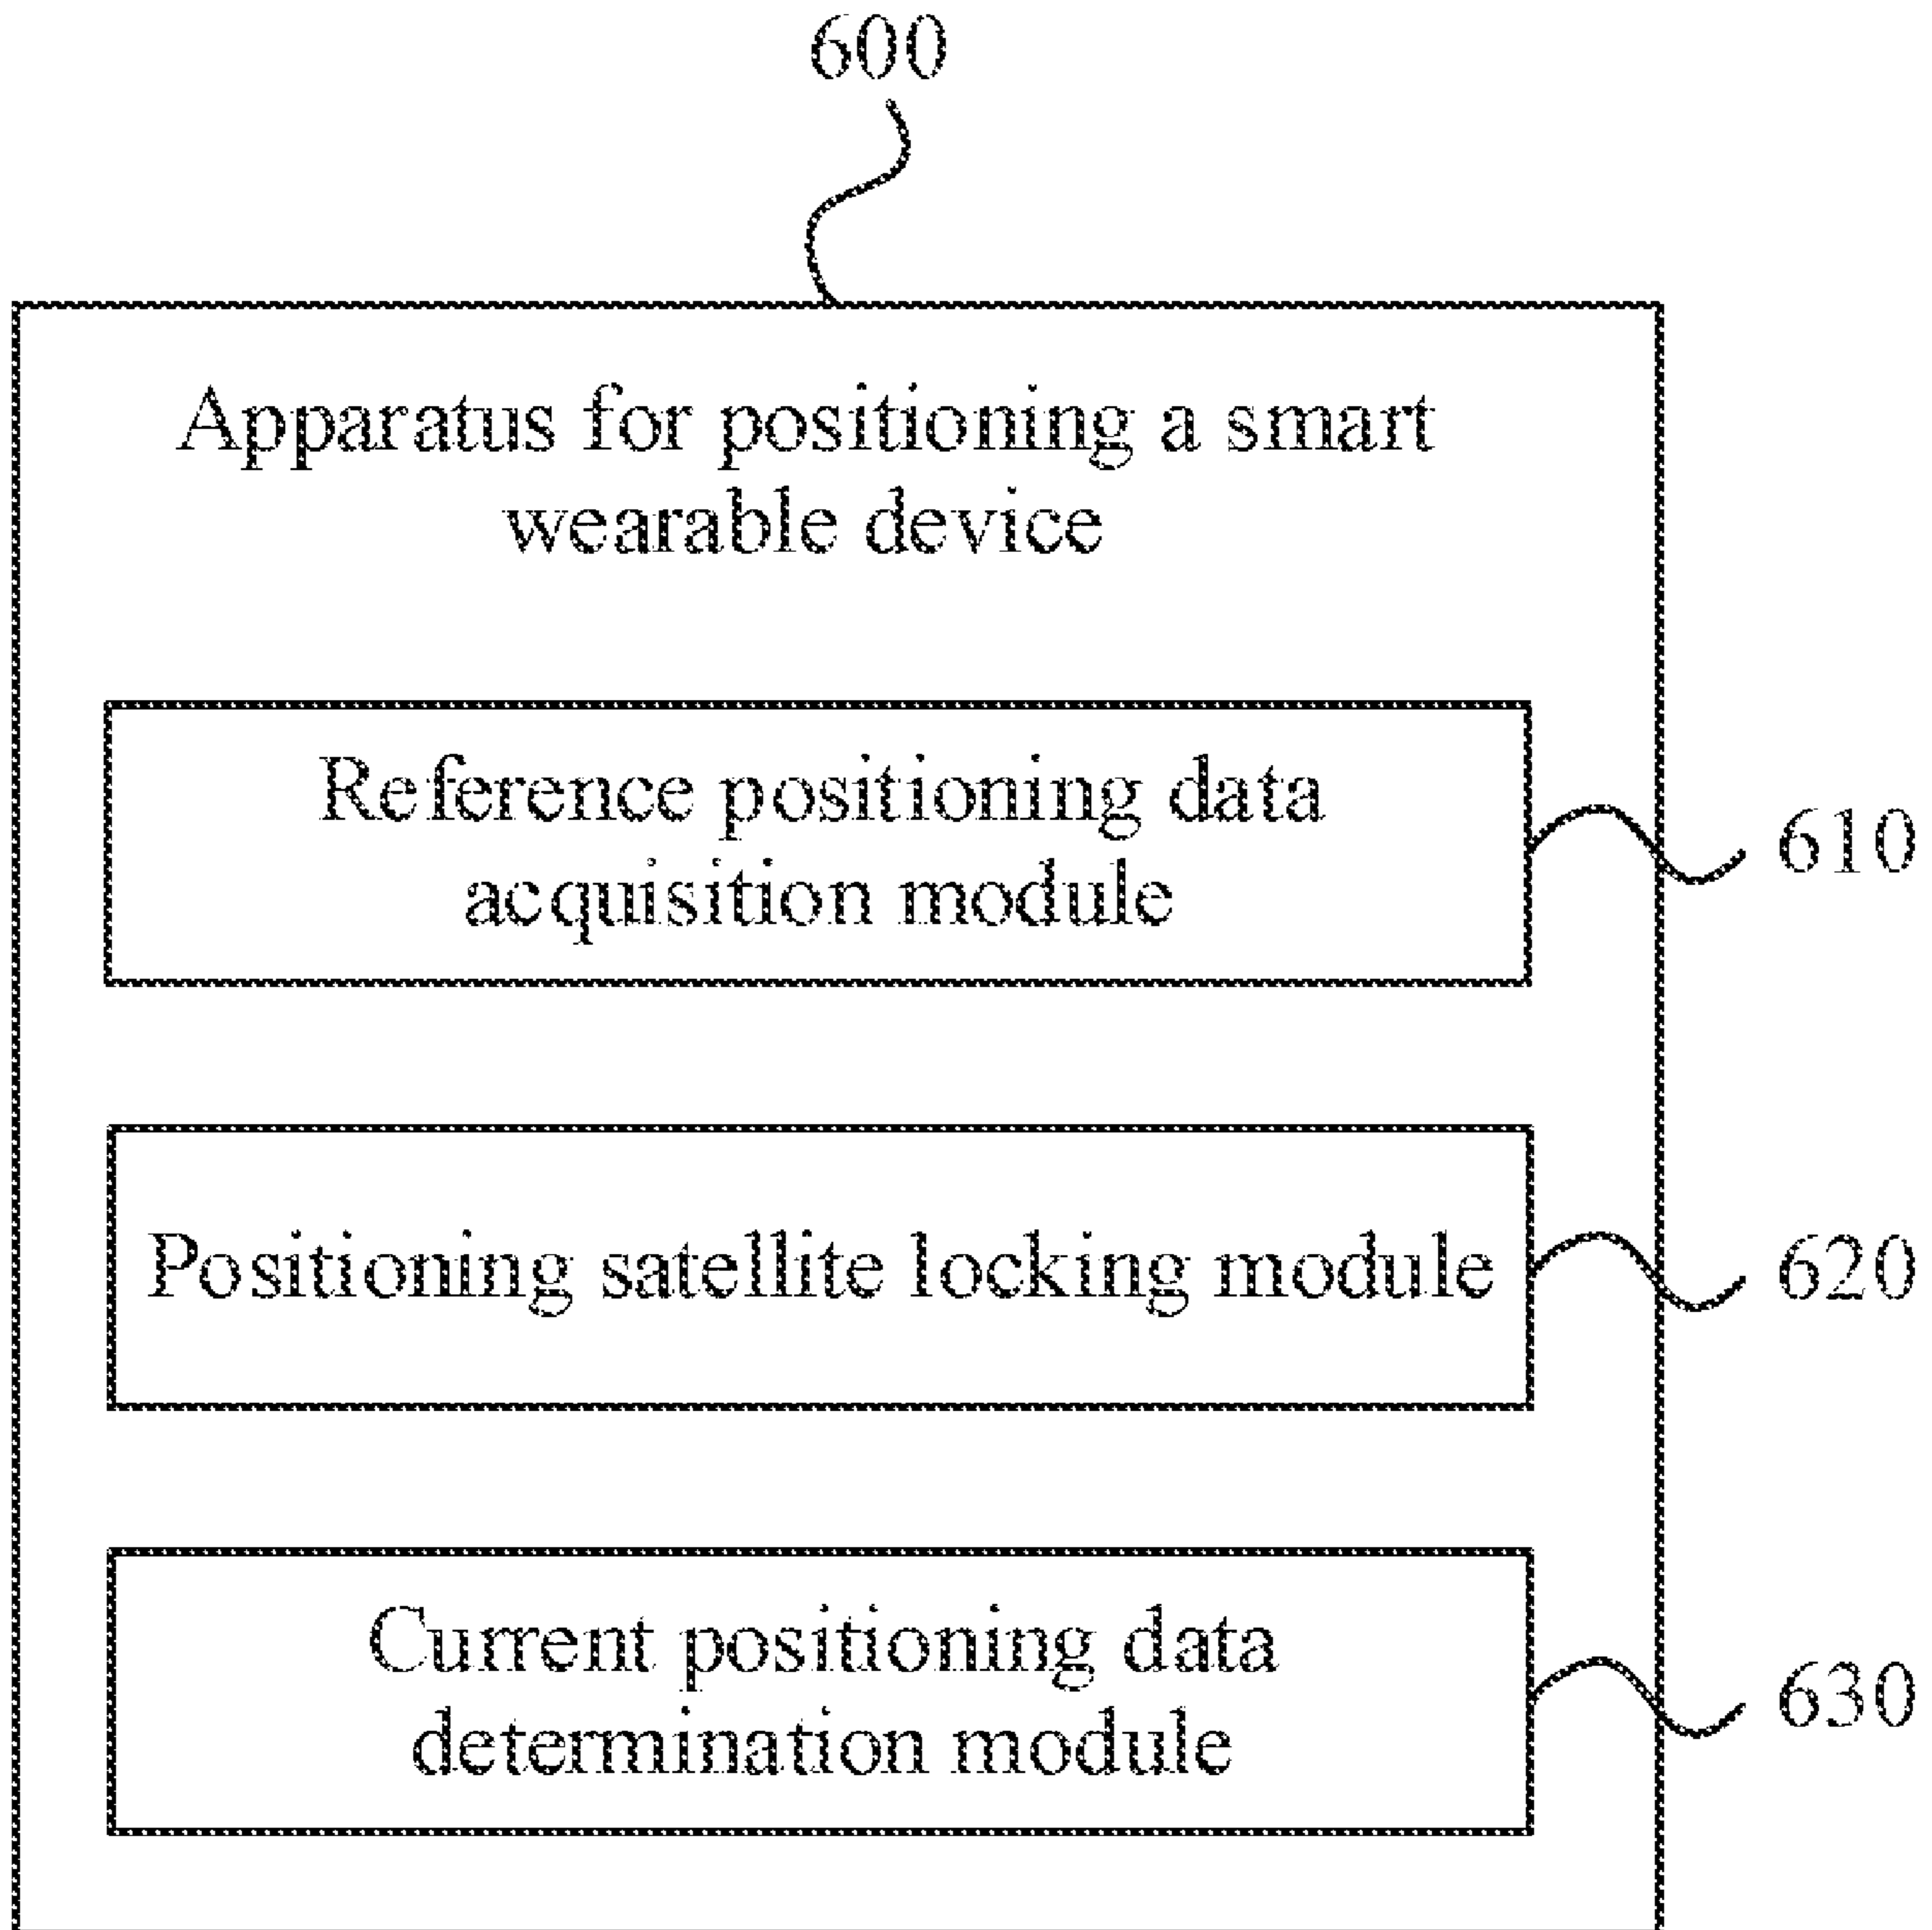 600
Apparatus for positioning a smart
wearable device
Reference positioning data
acquisition module
610
Positioning satellite locking module
620
Current positioning data
determination module
630